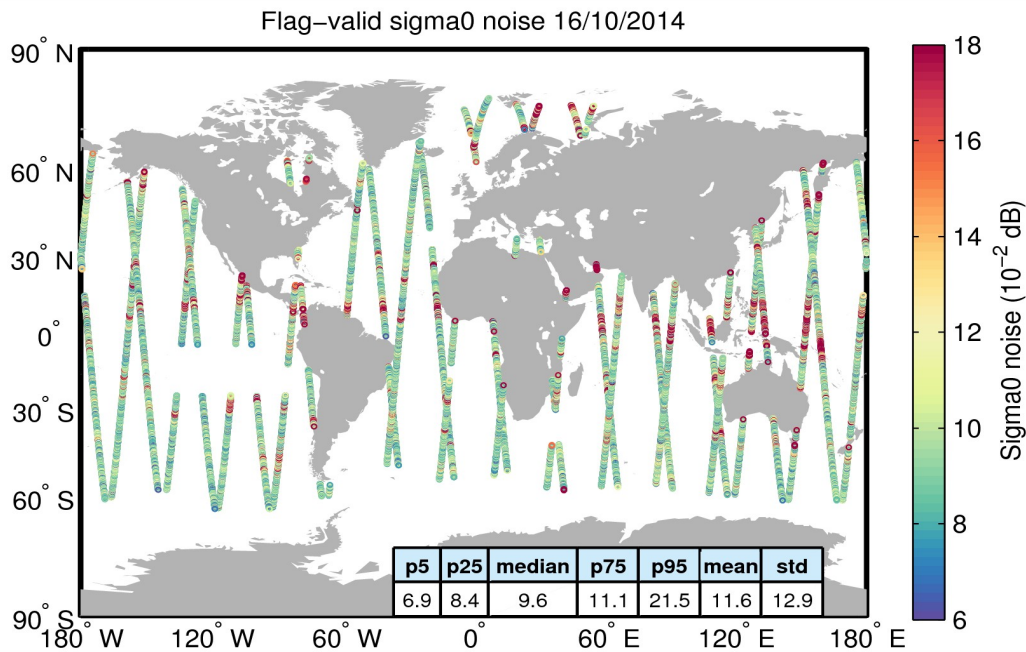 Flag−valid sigma0 noise 16/10/2014
90° N
60° N
30° N
0°
30° S
60° S
90° S
180° W
120° W
60° W
0°
60° E
120° E
180° E
p5 p25 median p75 p95 mean std
6.9 8.4 9.6 11.1 21.5 11.6 12.9
18
16
14
12
10
8
6
Sigma0 noise (10⁻² dB)